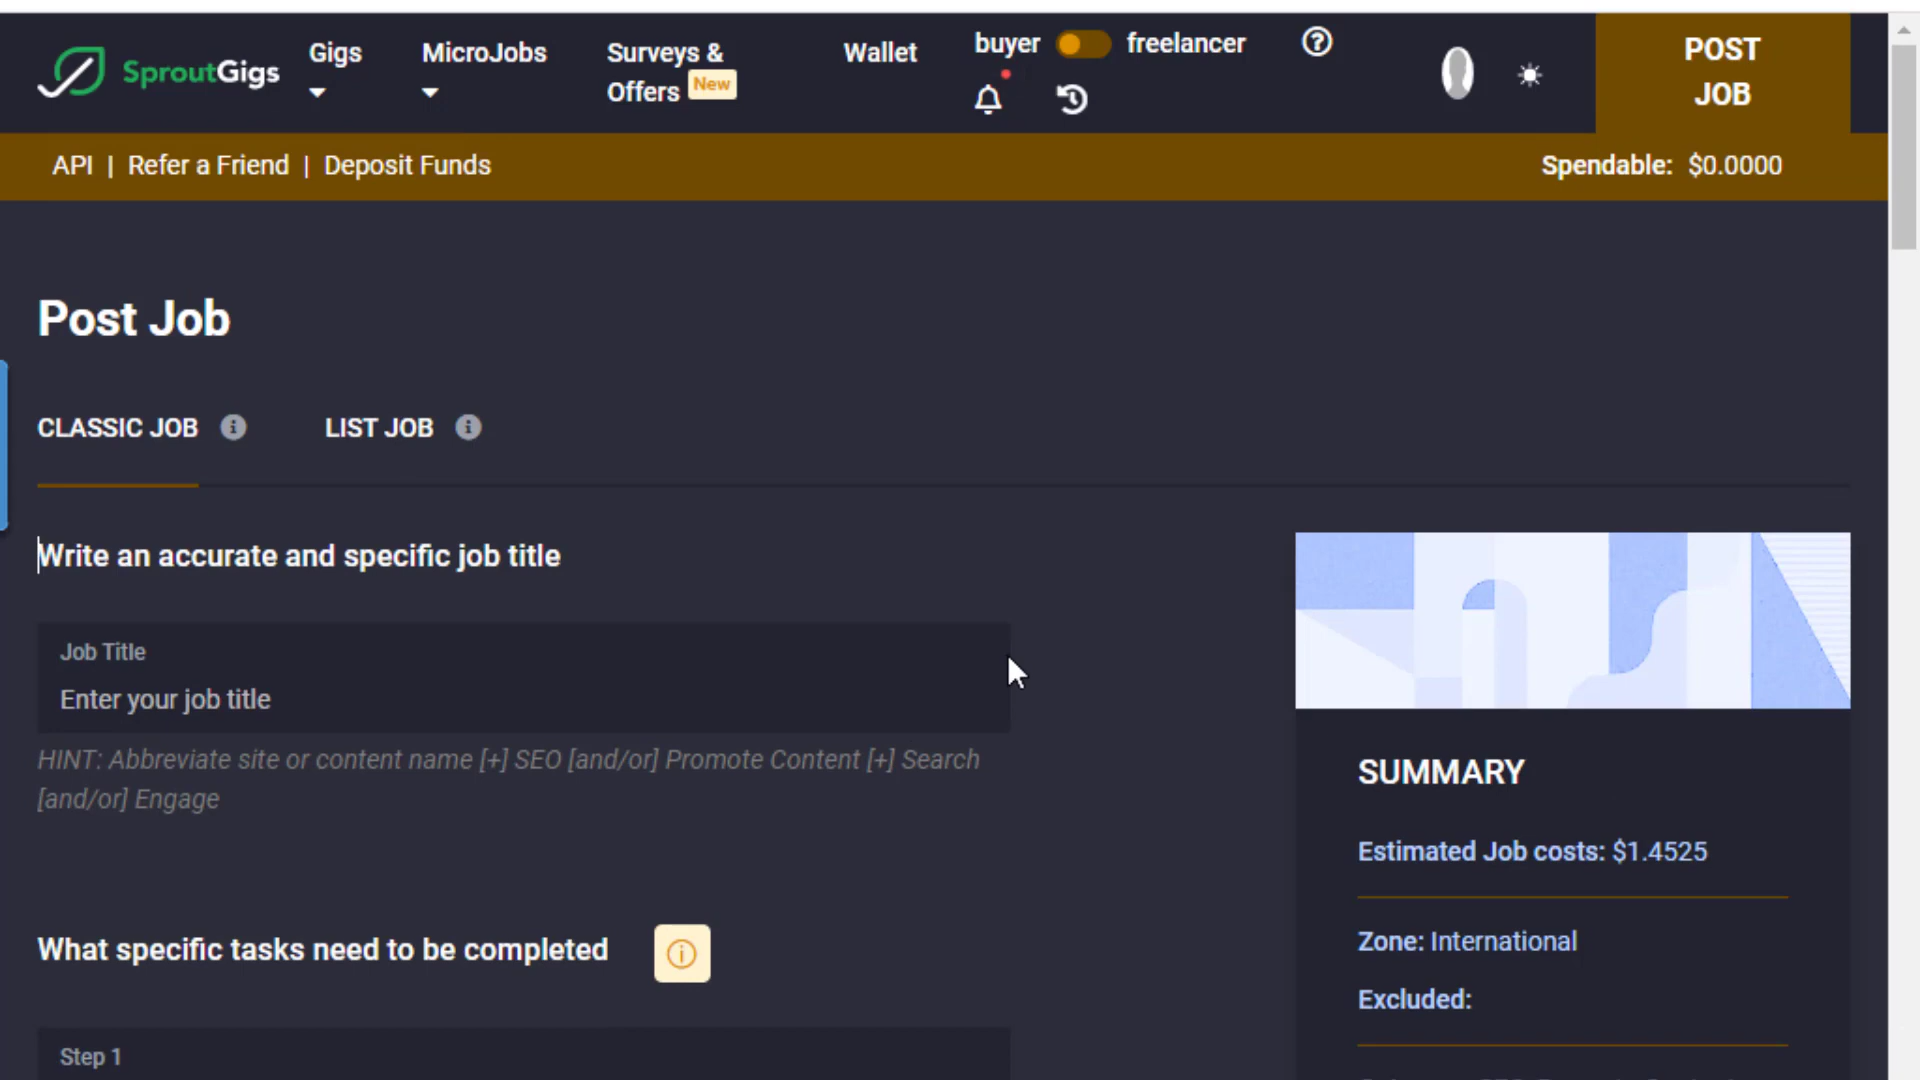 SproutGigs
Gigs
MicroJobs
Surveys &
Offers New
Wallet
buyer freelancer
POST
JOB
API | Refer a Friend | Deposit Funds
Spendable: $0.0000
Post Job
CLASSIC JOB
LIST JOB
Write an accurate and specific job title
Job Title
Enter your job title
HINT: Abbreviate site or content name [+] SEO [and/or] Promote Content [+] Search
[and/or] Engage
What specific tasks need to be completed
Step 1
SUMMARY
Estimated Job costs: $1.4525
Zone: International
Excluded: